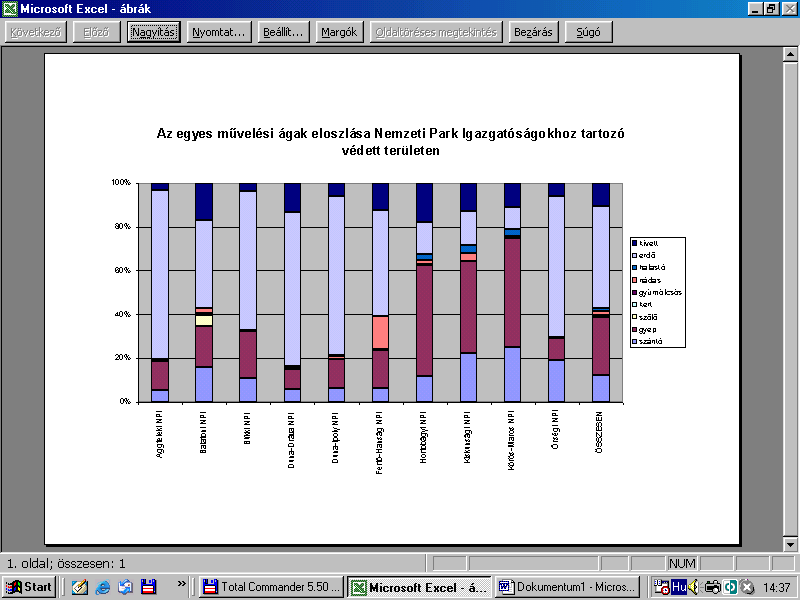 Microsoft Excel - ábrák
Következő Előző Nagyítás Nyomtat... Beállít... Margók Oldaltöréses megtekintés Bezárás Súgó
Az egyes művelési ágak eloszlása Nemzeti Park Igazgatóságokhoz tartozó
védett területen
100%
80%
60%
40%
20%
0%
Aggteleki NPI
Balatoni NPI
Bükki NPI
Duna-Dráva NPI
Duna-Ipoly NPI
Fertő-Hanság NPI
Hortobágyi NPI
Kiskunsági NPI
Körös-Maros NPI
Őrségi NPI
ÖSSZESEN
kivett
erdő
halastó
nádas
gyümölcsös
kert
szőlő
gyep
szántó
1. oldal; összesen: 1
NUM
Start
»
Total Commander 5.50 ...
Microsoft Excel - á...
Dokumentum1 - Micros...
Hu
14:37